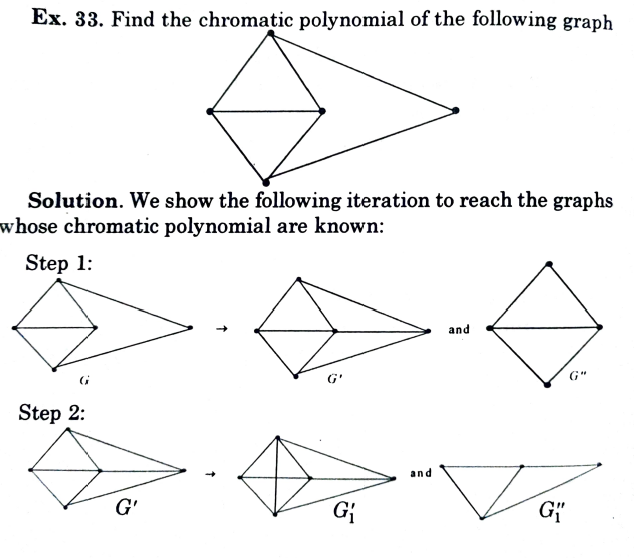 Ex. 33. Find the chromatic polynomial of the following graph
Solution. We show the following iteration to reach the graphs
whose chromatic polynomial are known:
Step 1:
→ and
G G' G"
Step 2:
→ and
G' G'₁ G"₁